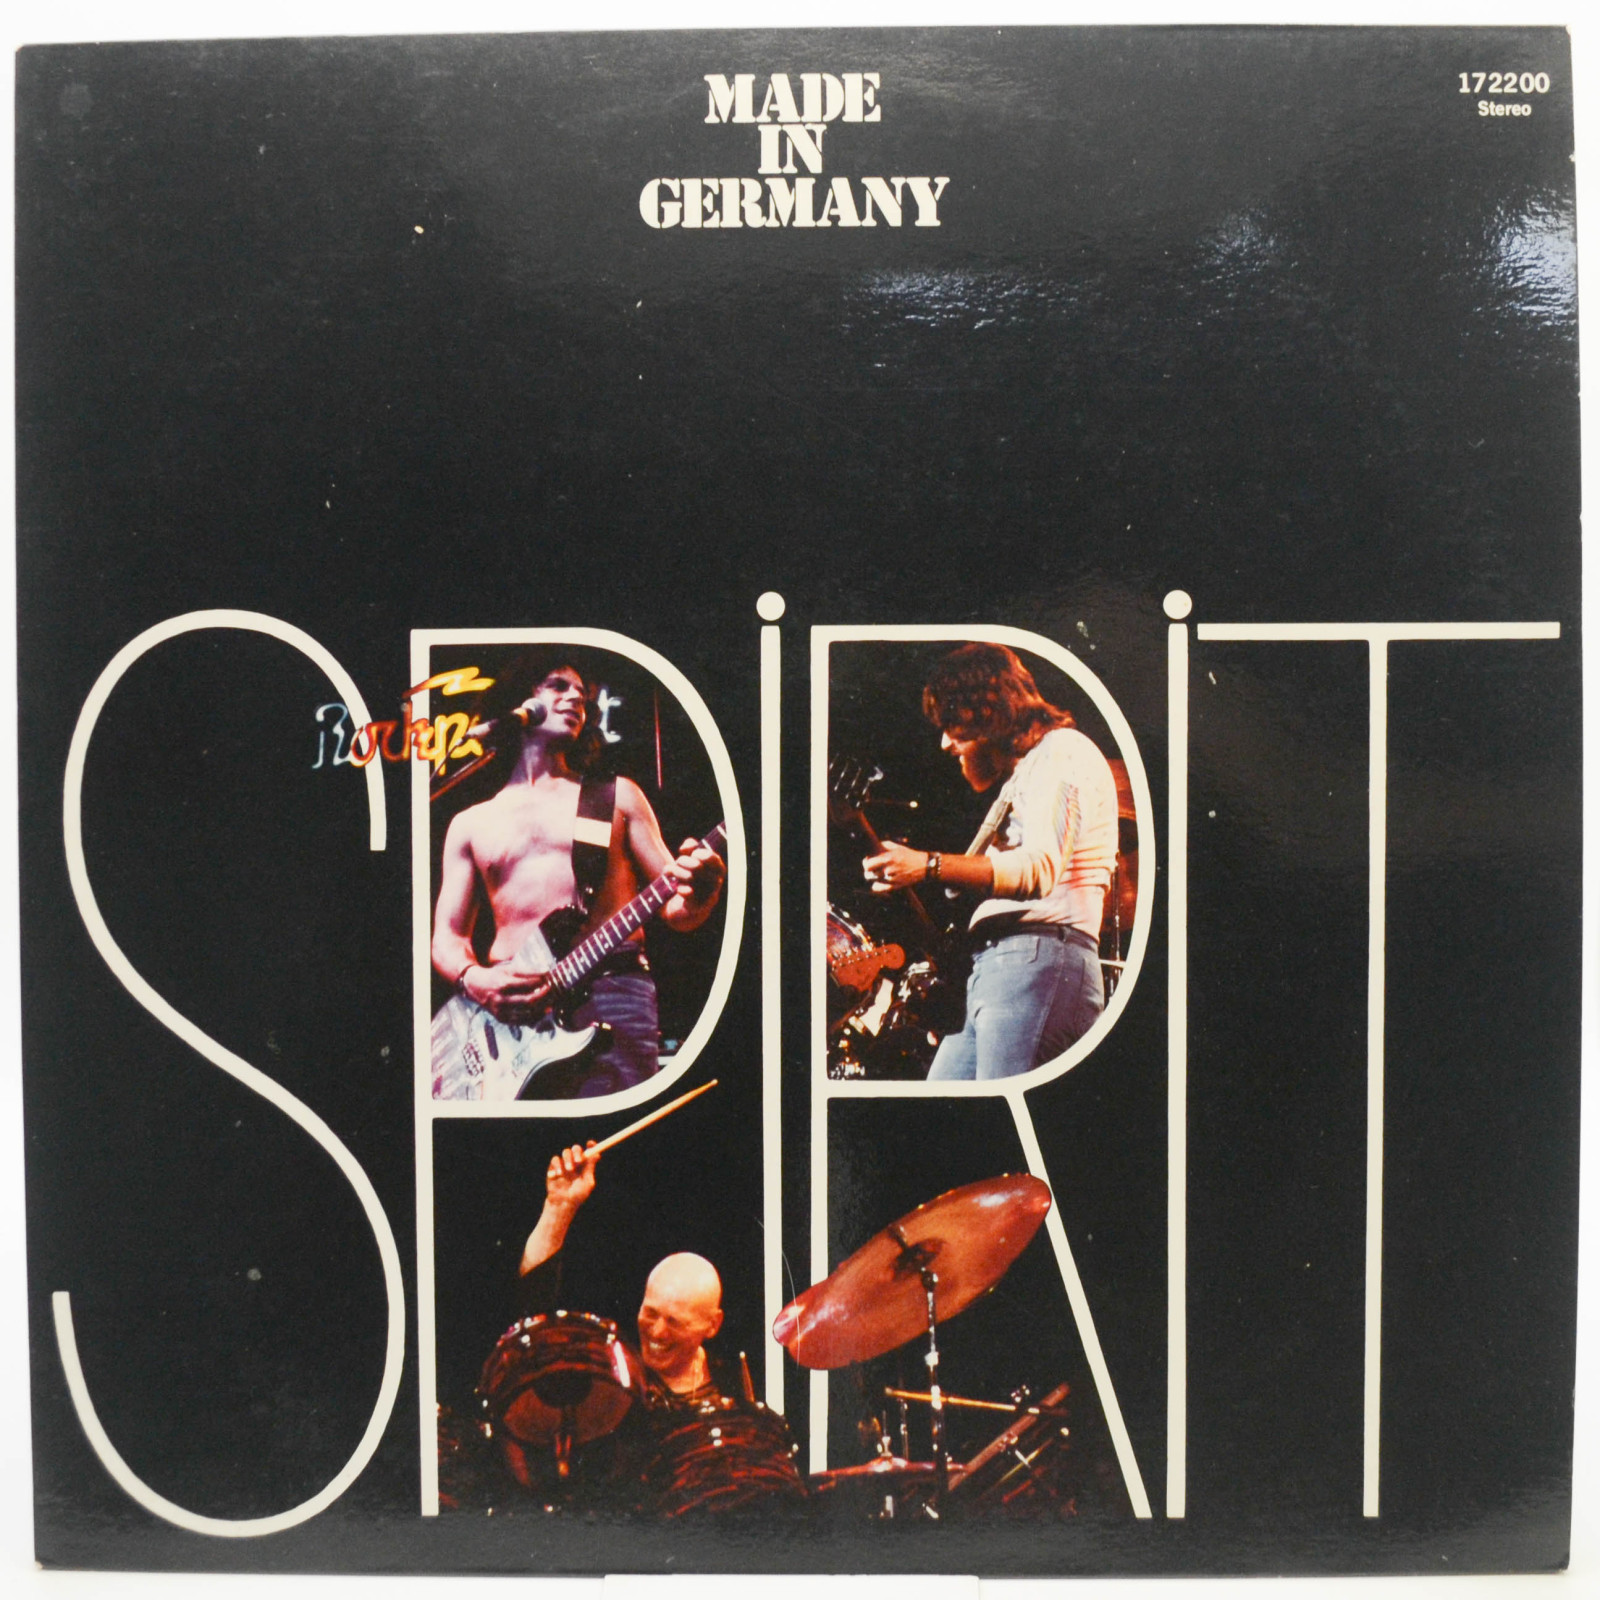 MADE
IN
GERMANY
172200
Stereo
SPiRiT